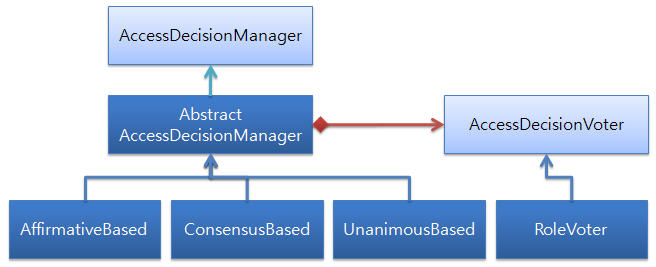 AccessDecisionManager
Abstract
AccessDecisionManager
AccessDecisionVoter
AffirmativeBased
ConsensusBased
UnanimousBased
RoleVoter